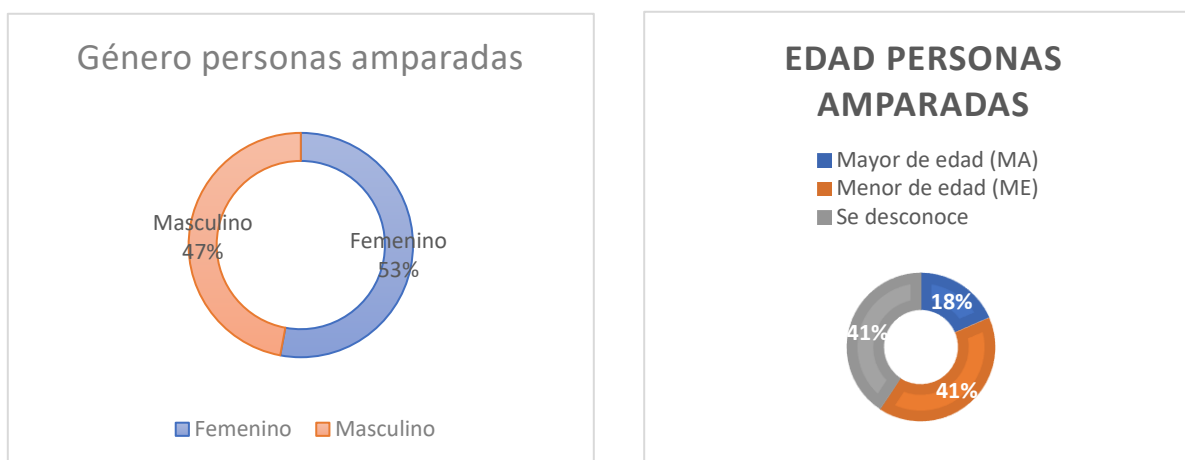 Género personas amparadas
Masculino
47%
Femenino
53%
Femenino
Masculino
EDAD PERSONAS
AMPARADAS
Mayor de edad (MA)
Menor de edad (ME)
Se desconoce
18%
41%
41%